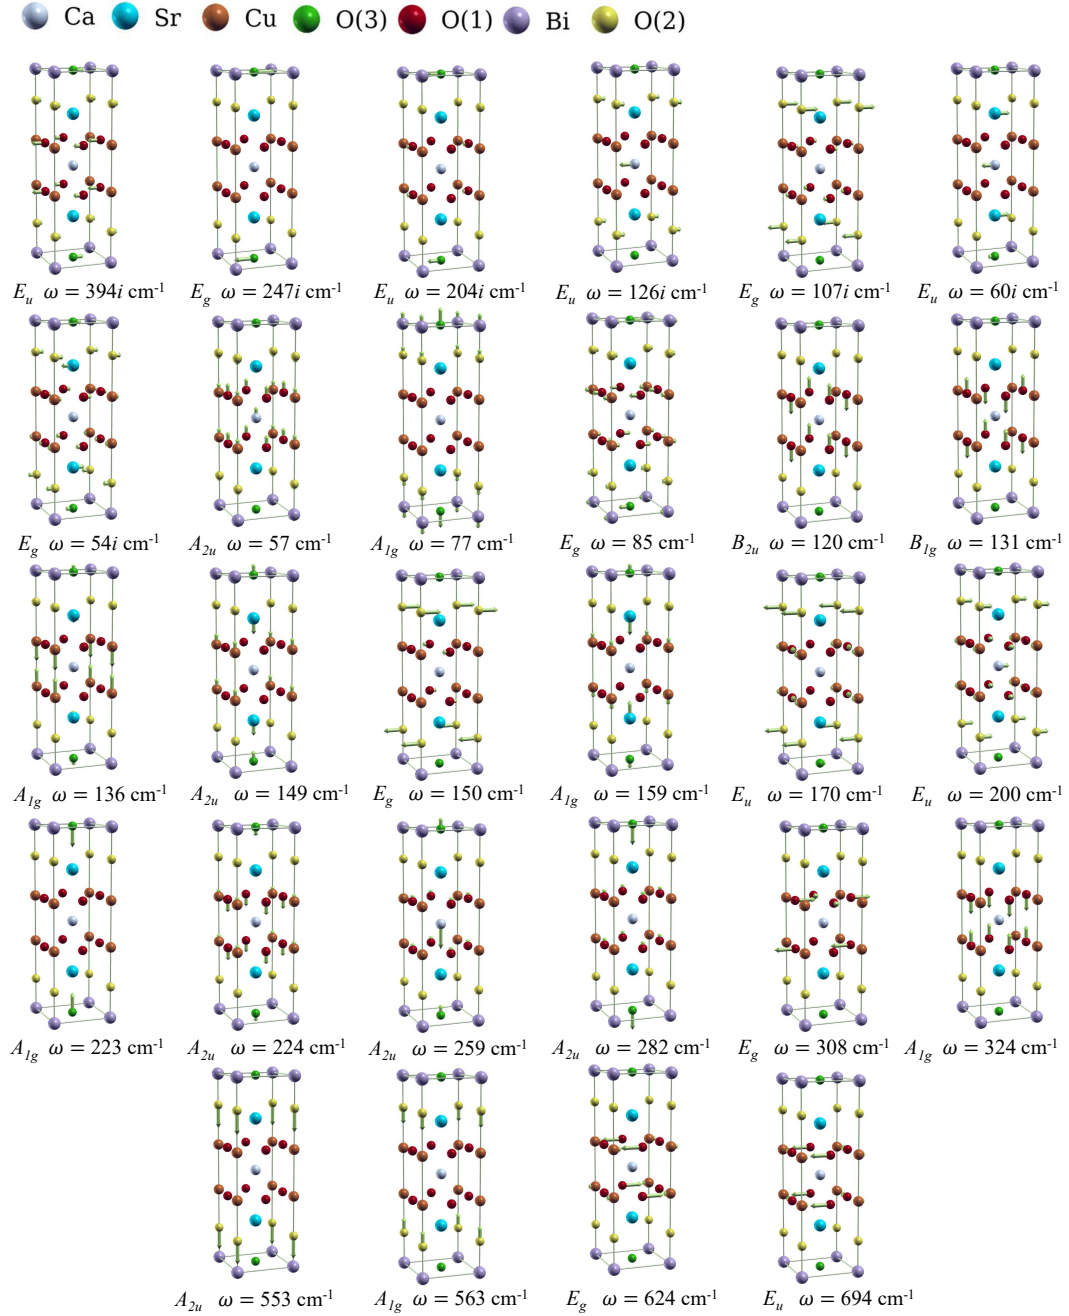 Ca Sr Cu O(3) O(1) Bi O(2)
E_u ω = 394i cm⁻¹ E_g ω = 247i cm⁻¹ E_u ω = 204i cm⁻¹ E_u ω = 126i cm⁻¹ E_g ω = 107i cm⁻¹ E_u ω = 60i cm⁻¹
E_g ω = 54i cm⁻¹ A_2u ω = 57 cm⁻¹ A_1g ω = 77 cm⁻¹ E_g ω = 85 cm⁻¹ B_2u ω = 120 cm⁻¹ B_1g ω = 131 cm⁻¹
A_1g ω = 136 cm⁻¹ A_2u ω = 149 cm⁻¹ E_g ω = 150 cm⁻¹ A_1g ω = 159 cm⁻¹ E_u ω = 170 cm⁻¹ E_u ω = 200 cm⁻¹
A_1g ω = 223 cm⁻¹ A_2u ω = 224 cm⁻¹ A_2u ω = 259 cm⁻¹ A_2u ω = 282 cm⁻¹ E_g ω = 308 cm⁻¹ A_1g ω = 324 cm⁻¹
A_2u ω = 553 cm⁻¹ A_1g ω = 563 cm⁻¹ E_g ω = 624 cm⁻¹ E_u ω = 694 cm⁻¹